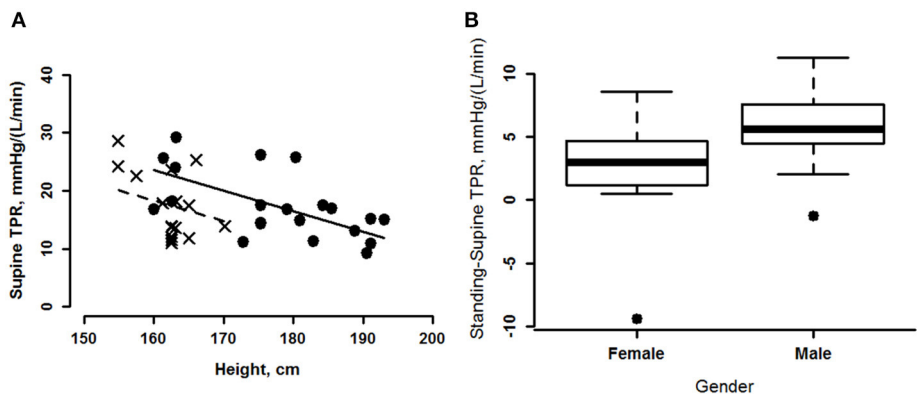 A
Supine TPR, mmHg/(L/min)
40
30
20
10
0
150 160 170 180 190 200
Height, cm
B
Standing-Supine TPR, mmHg/(L/min)
10
5
0
-5
-10
Female Male
Gender